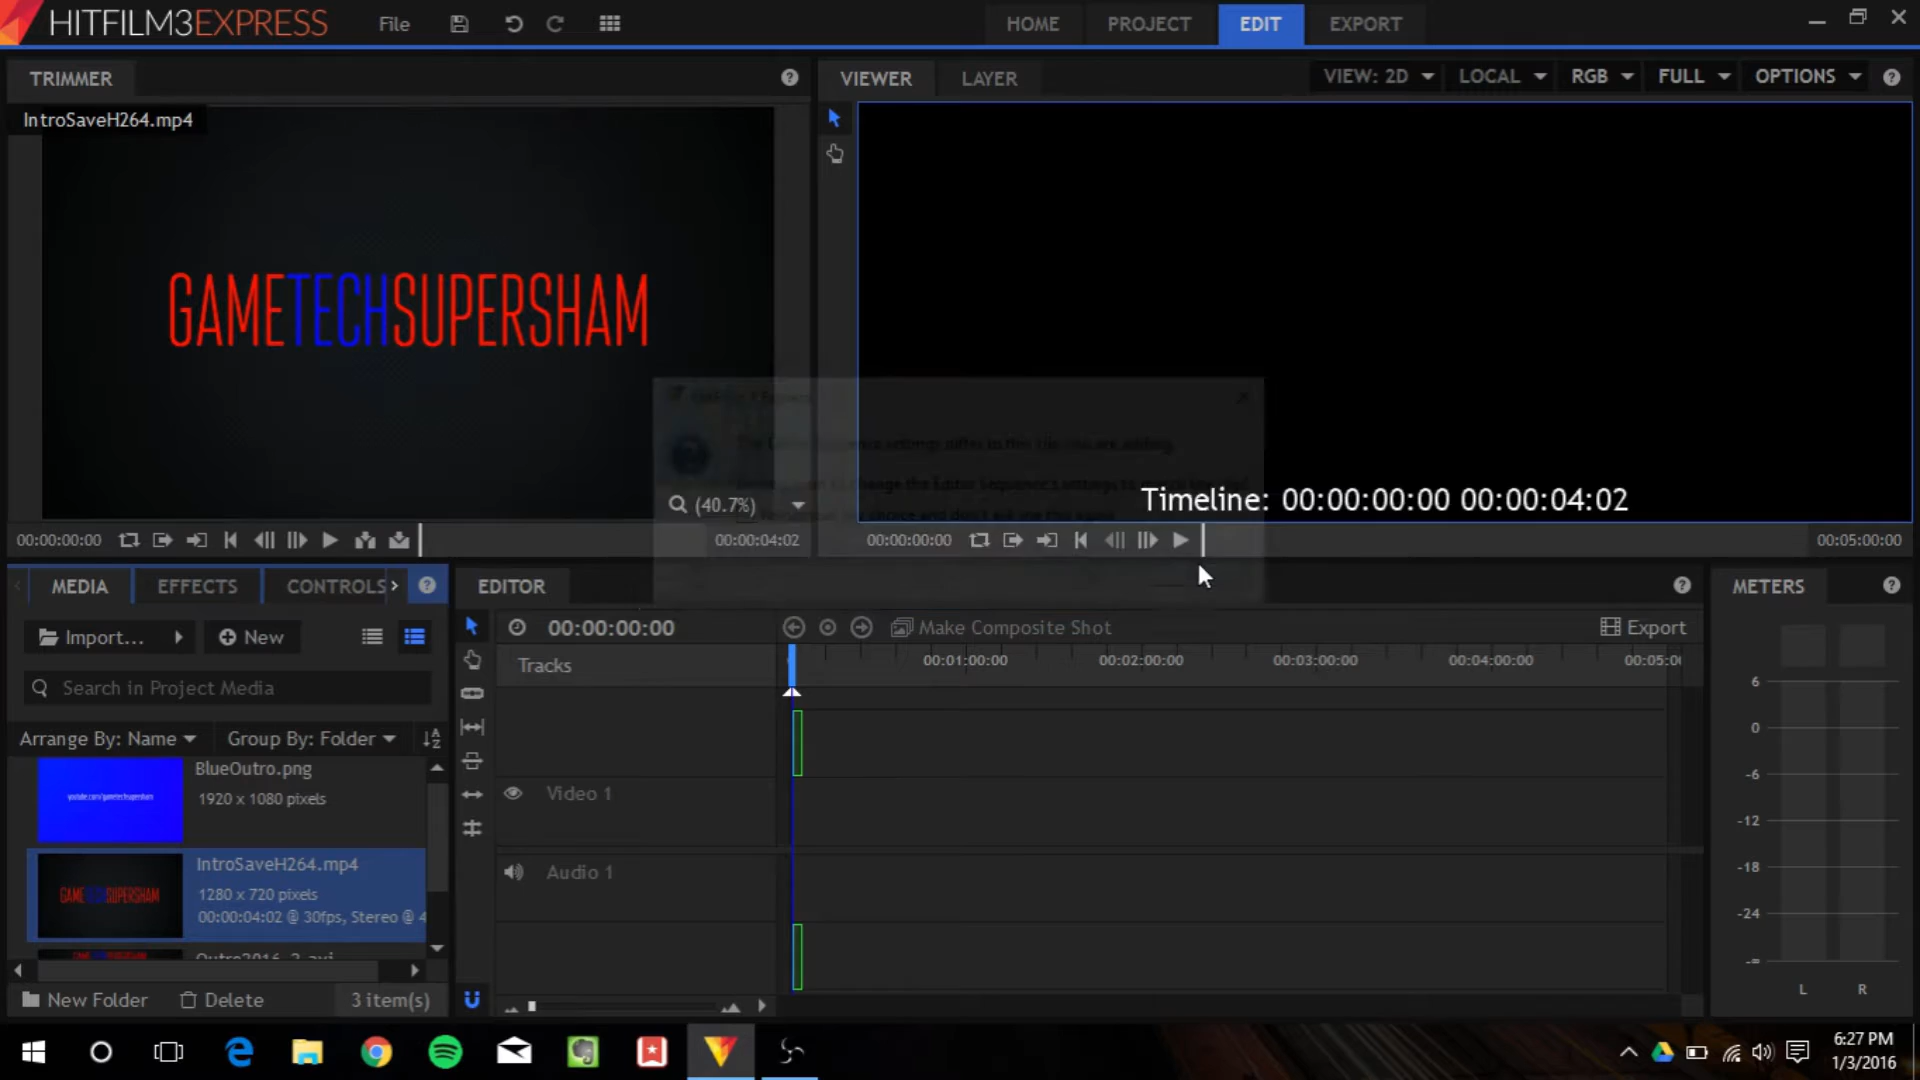 HITFILM3EXPRESS
File
HOME
PROJECT
EDIT
EXPORT
TRIMMER
VIEWER
LAYER
VIEW: 2D
LOCAL
RGB
FULL
OPTIONS
IntroSaveH264.mp4
GAMETECHSUPERSHAM
(40.7%)
Timeline: 00:00:00:00 00:00:04:02
00:00:00:00
00:00:04:02
00:00:00:00
00:05:00:00
MEDIA
EFFECTS
CONTROLS
EDITOR
METERS
Import...
New
00:00:00:00
Make Composite Shot
Export
Tracks
00:01:00:00
00:02:00:00
00:03:00:00
00:04:00:00
Search in Project Media
Arrange By: Name
Group By: Folder
BlueOutro.png
1920 x 1080 pixels
youtube.com/gametechsupersham
IntroSaveH264.mp4
1280 x 720 pixels
00:00:04:02 @ 30fps, Stereo @ 4
GAMETECHSUPERSHAM
Video 1
Audio 1
6
0
-6
-12
-18
-24
-∞
L
R
New Folder
Delete
3 item(s)
6:27 PM
1/3/2016